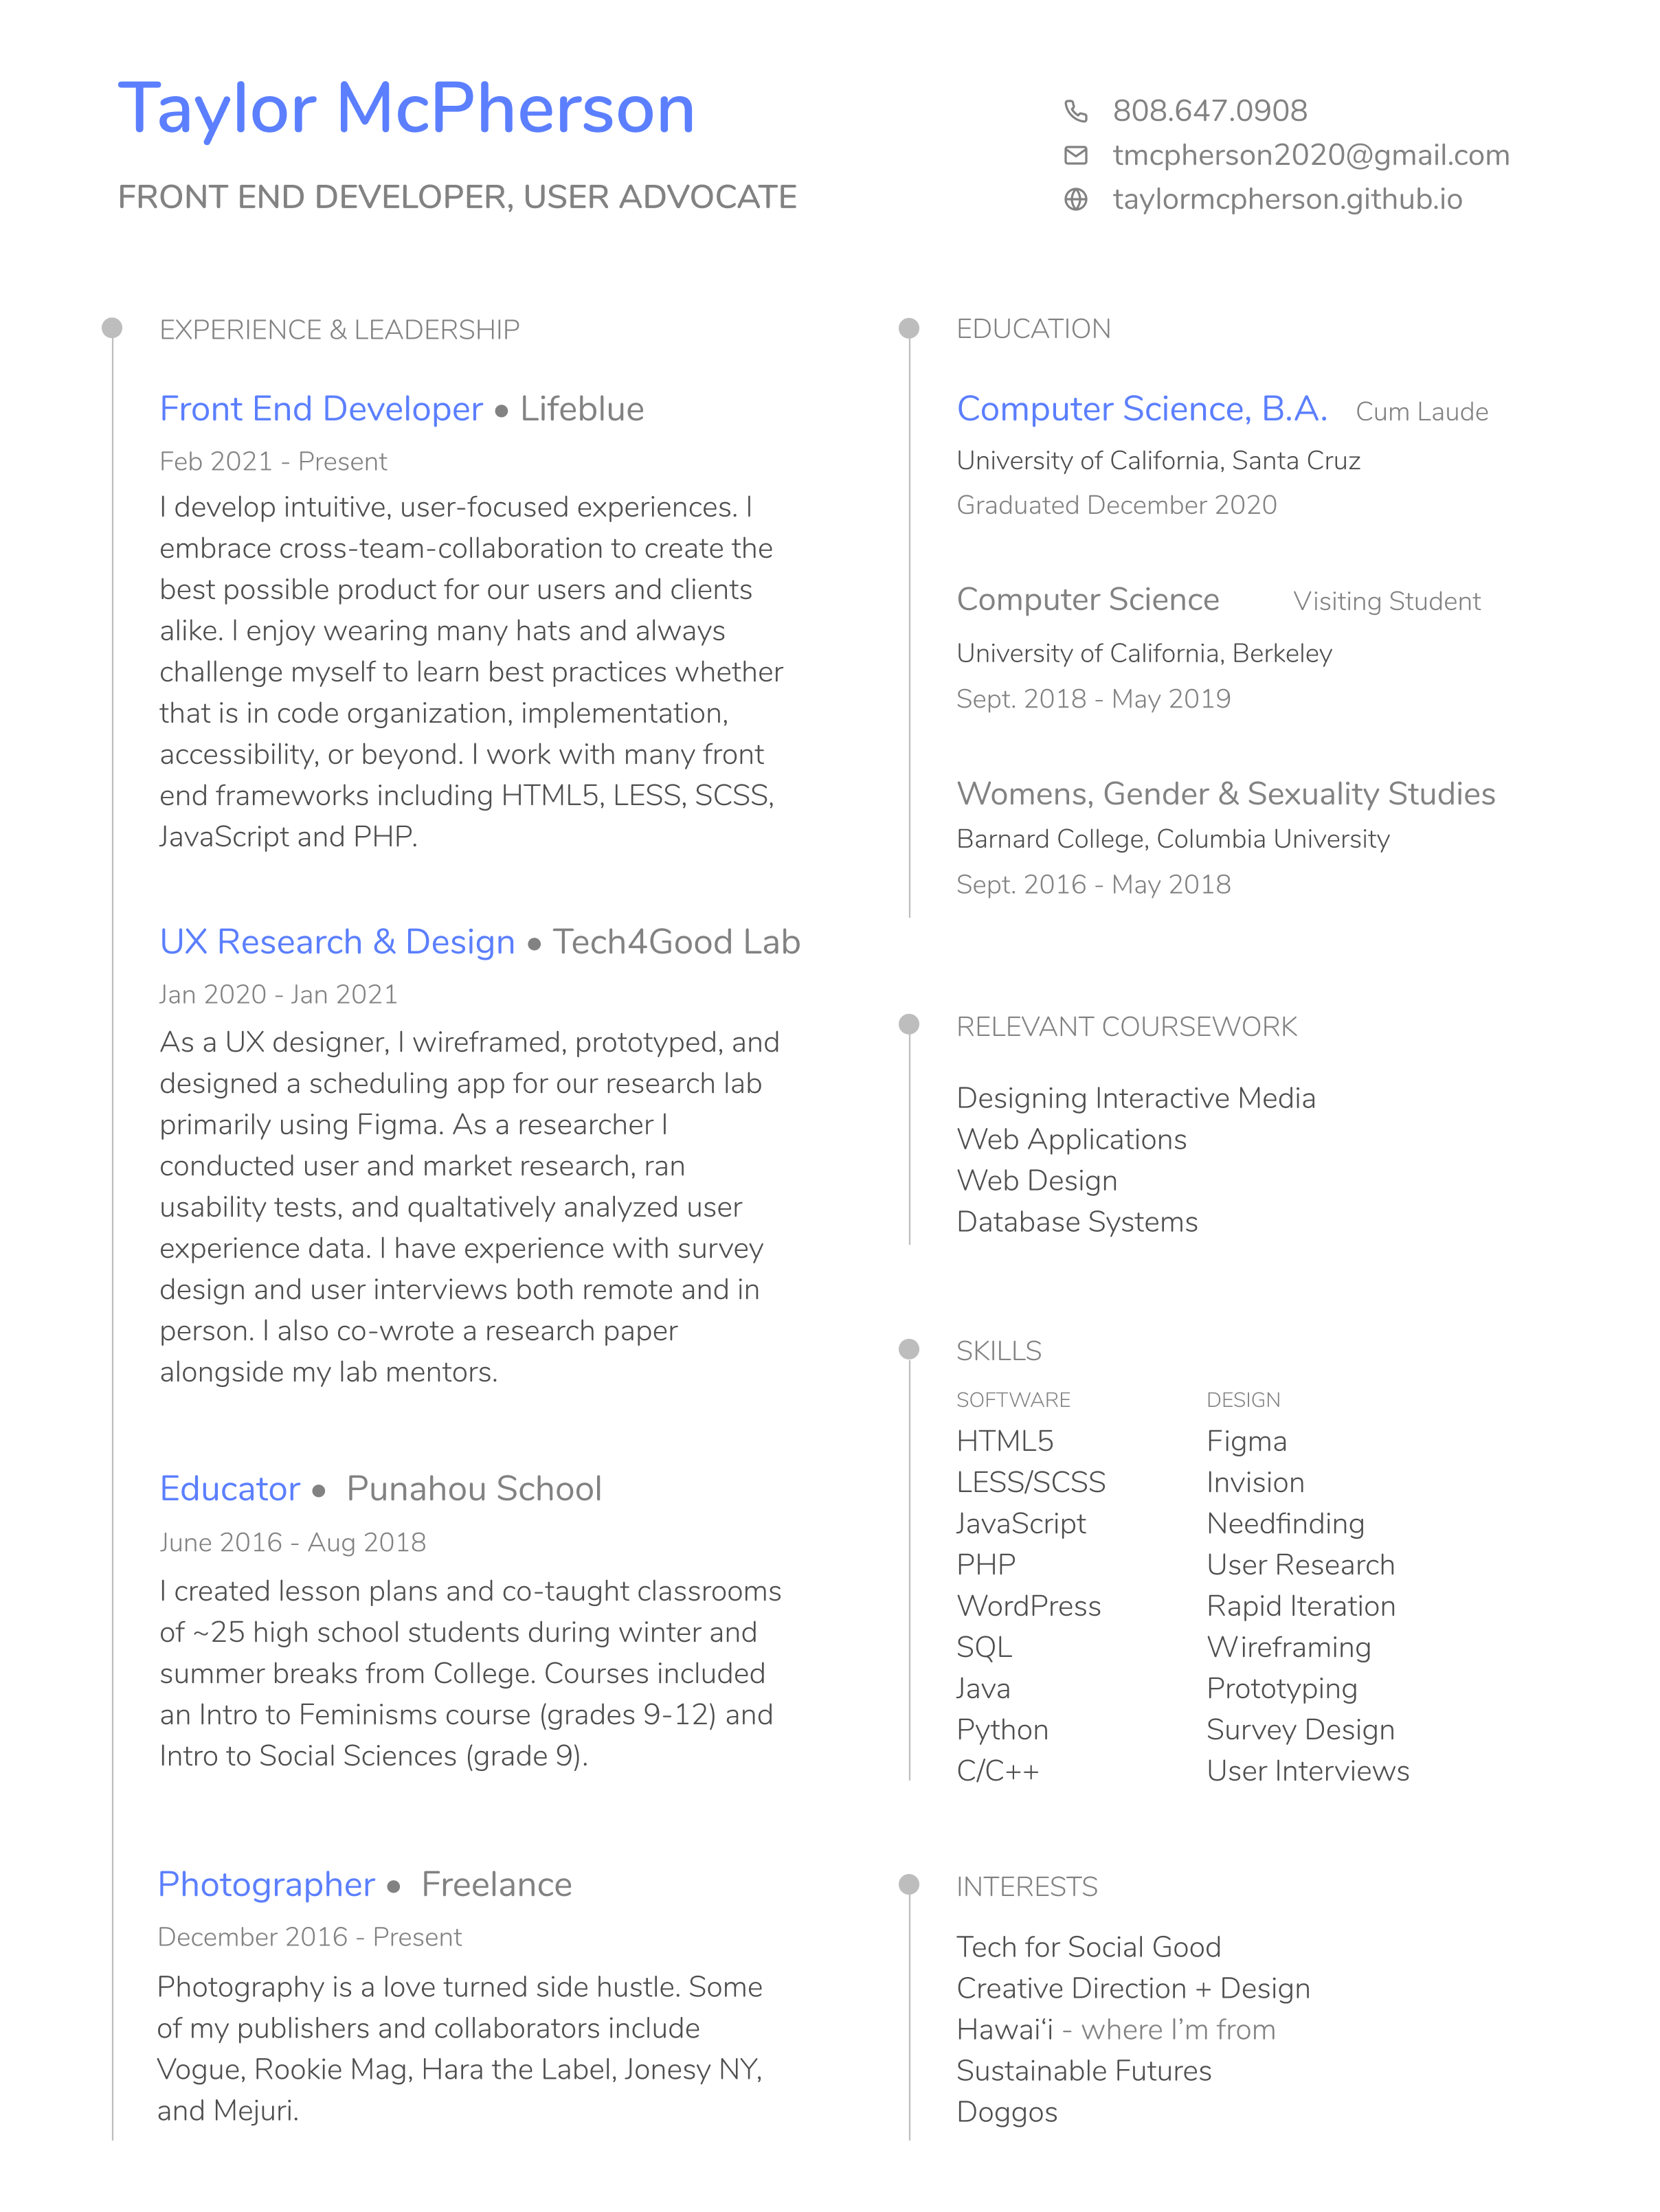 Taylor McPherson
FRONT END DEVELOPER, USER ADVOCATE
808.647.0908
tmcpherson2020@gmail.com
taylormcpherson.github.io
EXPERIENCE & LEADERSHIP
Front End Developer • Lifeblue
Feb 2021 - Present
I develop intuitive, user-focused experiences. I
embrace cross-team-collaboration to create the
best possible product for our users and clients
alike. I enjoy wearing many hats and always
challenge myself to learn best practices whether
that is in code organization, implementation,
accessibility, or beyond. I work with many front
end frameworks including HTML5, LESS, SCSS,
JavaScript and PHP.
UX Research & Design • Tech4Good Lab
Jan 2020 - Jan 2021
As a UX designer, I wireframed, prototyped, and
designed a scheduling app for our research lab
primarily using Figma. As a researcher I
conducted user and market research, ran
usability tests, and qualtatively analyzed user
experience data. I have experience with survey
design and user interviews both remote and in
person. I also co-wrote a research paper
alongside my lab mentors.
Educator • Punahou School
June 2016 - Aug 2018
I created lesson plans and co-taught classrooms
of ~25 high school students during winter and
summer breaks from College. Courses included
an Intro to Feminisms course (grades 9-12) and
Intro to Social Sciences (grade 9).
Photographer • Freelance
December 2016 - Present
Photography is a love turned side hustle. Some
of my publishers and collaborators include
Vogue, Rookie Mag, Hara the Label, Jonesy NY,
and Mejuri.
EDUCATION
Computer Science, B.A. Cum Laude
University of California, Santa Cruz
Graduated December 2020
Computer Science Visiting Student
University of California, Berkeley
Sept. 2018 - May 2019
Womens, Gender & Sexuality Studies
Barnard College, Columbia University
Sept. 2016 - May 2018
RELEVANT COURSEWORK
Designing Interactive Media
Web Applications
Web Design
Database Systems
SKILLS
SOFTWARE
HTML5
LESS/SCSS
JavaScript
PHP
WordPress
SQL
Java
Python
C/C++
DESIGN
Figma
Invision
Needfinding
User Research
Rapid Iteration
Wireframing
Prototyping
Survey Design
User Interviews
INTERESTS
Tech for Social Good
Creative Direction + Design
Hawai‘i - where I’m from
Sustainable Futures
Doggos